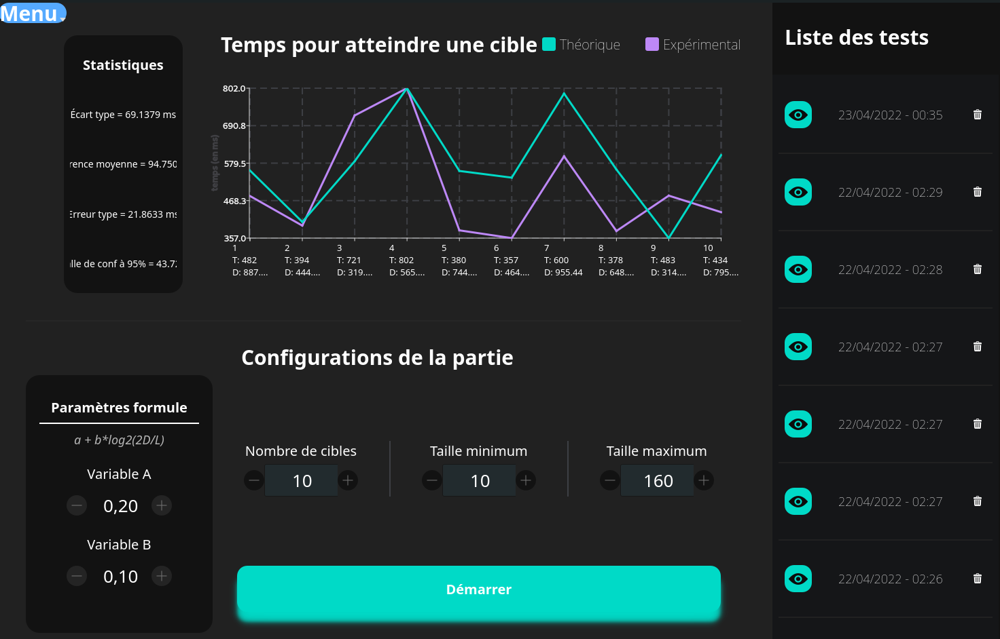 Menu
Statistiques
Écart type = 69.1379 ms
moyenne = 94.750
Erreur type = 21.8633 ms
de conf à 95% = 43.72
Temps pour atteindre une cible
Théorique
Expérimental
temps (en ms)
802.0
690.8
579.5
468.3
357.0
1 2 3 4 5 6 7 8 9 10
T: 482 T: 394 T: 721 T: 802 T: 380 T: 357 T: 600 T: 378 T: 483 T: 434
D: 887.... D: 444.... D: 319.... D: 565.... D: 744.... D: 464.... D: 955.44 D: 648.... D: 314.... D: 795....
Configurations de la partie
Paramètres formule
a + b*log2(2D/L)
Variable A
0,20
Variable B
0,10
Nombre de cibles
10
Taille minimum
10
Taille maximum
160
Démarrer
Liste des tests
23/04/2022 - 00:35
22/04/2022 - 02:29
22/04/2022 - 02:28
22/04/2022 - 02:27
22/04/2022 - 02:27
22/04/2022 - 02:27
22/04/2022 - 02:26